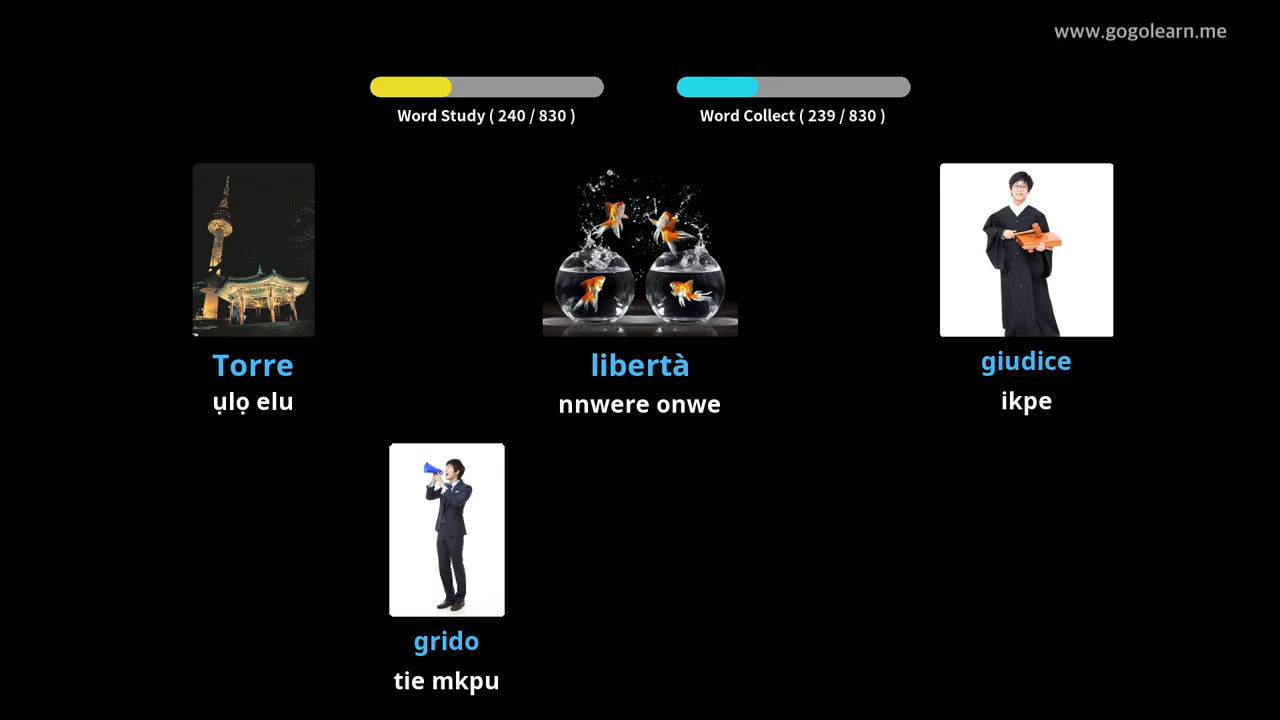 www.gogolearn.me
Word Study ( 240 / 830 )
Word Collect ( 239 / 830 )
Torre
ụlọ elu
libertà
nnwere onwe
giudice
ikpe
grido
tie mkpu